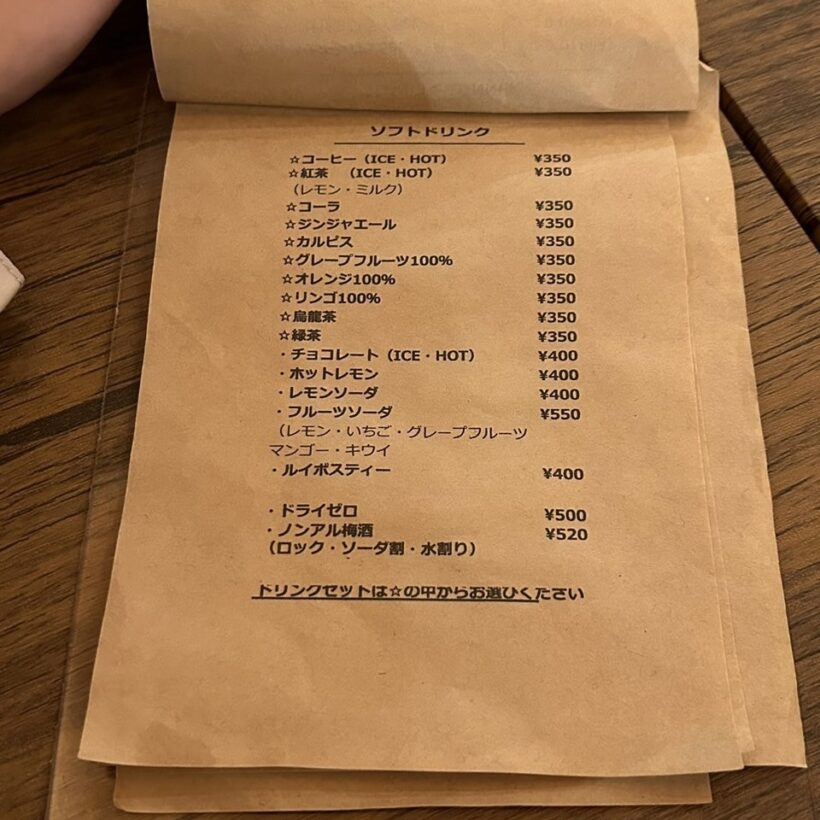 ソフトドリンク
☆コーヒー（ICE・HOT） ¥350
☆紅茶　（ICE・HOT） ¥350
（レモン・ミルク）
☆コーラ ¥350
☆ジンジャエール ¥350
☆カルピス ¥350
☆グレープフルーツ100% ¥350
☆オレンジ100% ¥350
☆リンゴ100% ¥350
☆烏龍茶 ¥350
☆緑茶 ¥350
・チョコレート（ICE・HOT） ¥400
・ホットレモン ¥400
・レモンソーダ ¥400
・フルーツソーダ ¥550
（レモン・いちご・グレープフルーツ
マンゴー・キウイ
・ルイボスティー ¥400
・ドライゼロ ¥500
・ノンアル梅酒 ¥520
（ロック・ソーダ割・水割り）
ドリンクセットは☆の中からお選びください